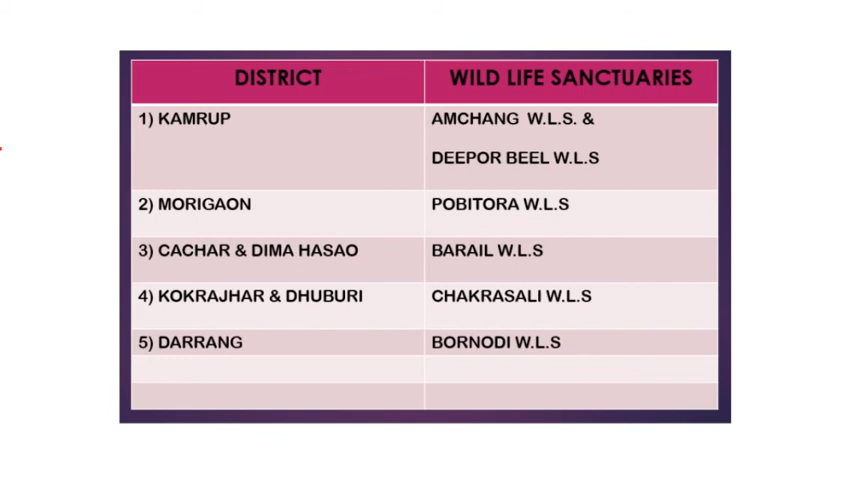 DISTRICT
WILD LIFE SANCTUARIES
1) KAMRUP
AMCHANG W.L.S. &
DEEPOR BEEL W.L.S
2) MORIGAON
POBITORA W.L.S
3) CACHAR & DIMA HASAO
BARAIL W.L.S
4) KOKRAJHAR & DHUBURI
CHAKRASALI W.L.S
5) DARRANG
BORNODI W.L.S